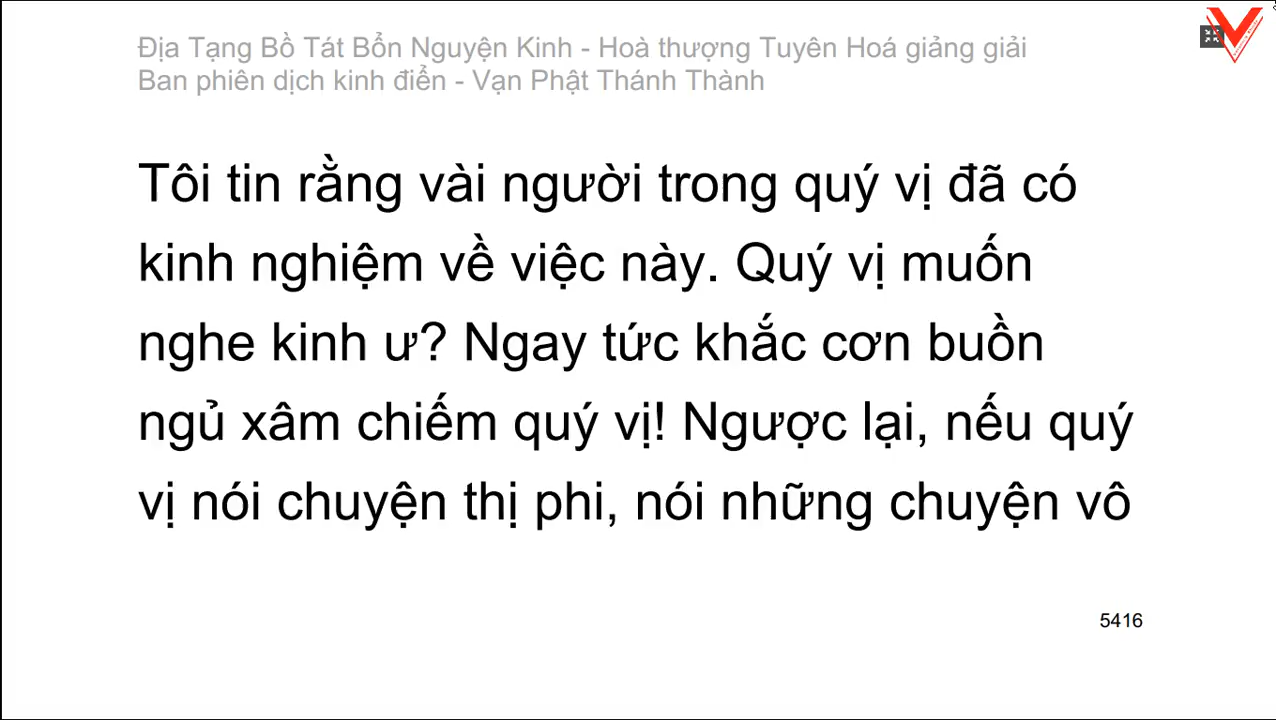 Địa Tạng Bồ Tát Bổn Nguyện Kinh - Hoà thượng Tuyên Hoá giảng giải
Ban phiên dịch kinh điển - Vạn Phật Thánh Thành
Tôi tin rằng vài người trong quý vị đã có
kinh nghiệm về việc này. Quý vị muốn
nghe kinh ư? Ngay tức khắc cơn buồn
ngủ xâm chiếm quý vị! Ngược lại, nếu quý
vị nói chuyện thị phi, nói những chuyện vô
5416